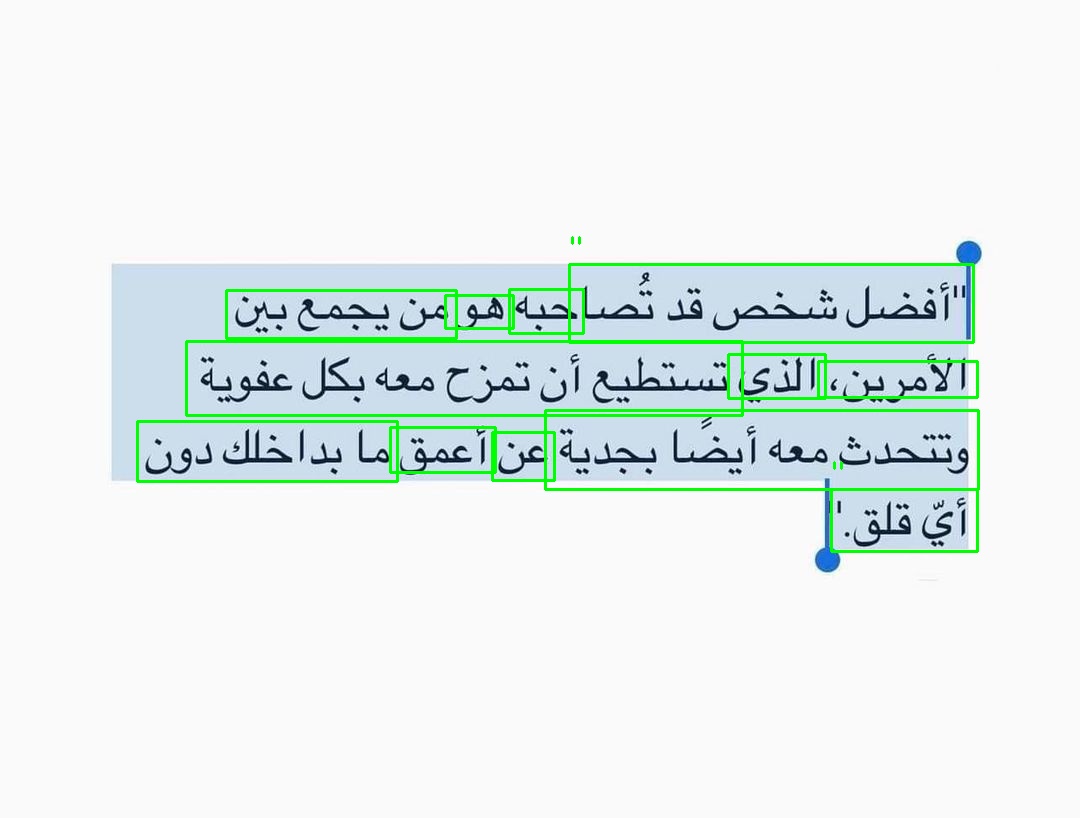 "أفضل شخص قد تُصاحبه هو من يجمع بين
الأمرين، الذي تستطيع أن تمزح معه بكل عفوية
وتتحدث معه أيضًا بجدية عن أعمق ما بداخلك دون
أيّ قلق."